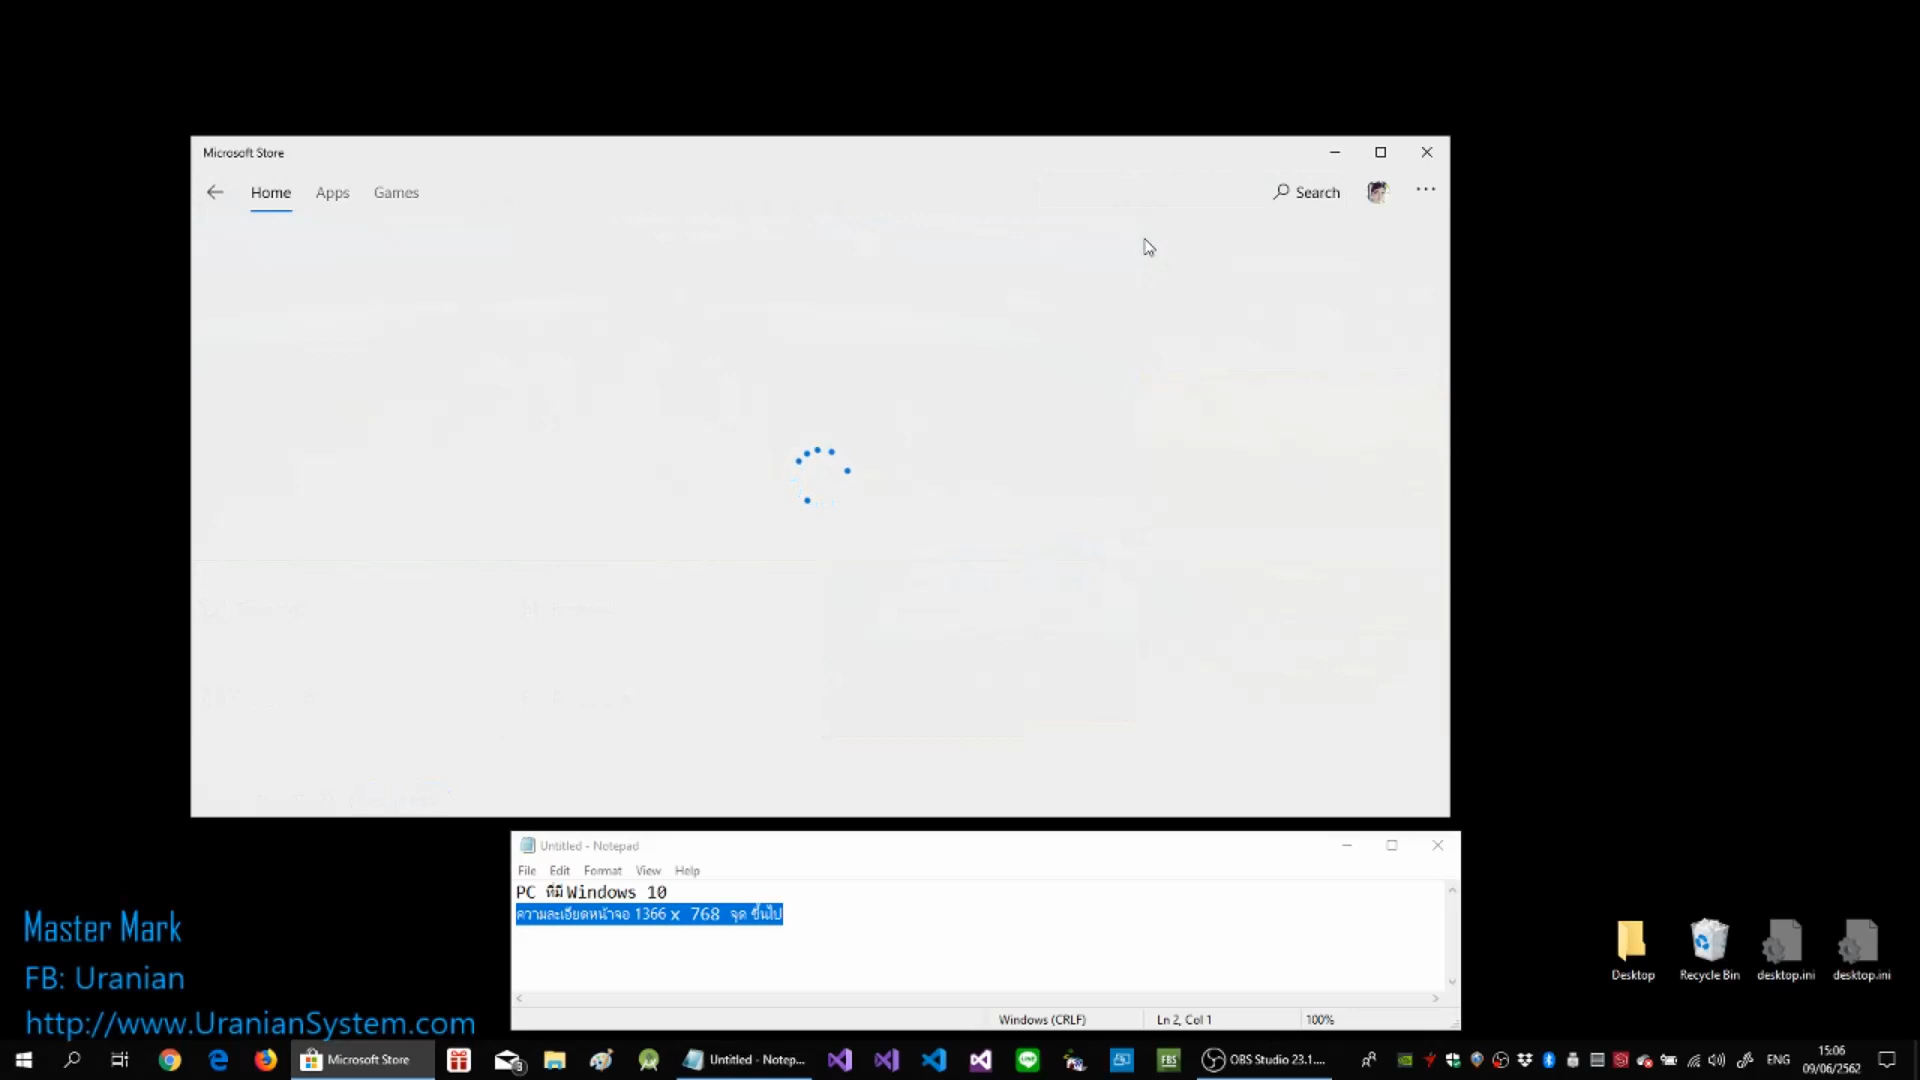 Microsoft Store
Home Apps Games Search
Untitled - Notepad
File Edit Format View Help
PC ที่มี Windows 10
ความละเอียดหน้าจอ 1366 x 768 จุด ขึ้นไป
Windows (CRLF) Ln 2, Col 1 100%
Master Mark
FB: Uranian
http://www.UranianSystem.com
Desktop Recycle Bin desktop.ini desktop.ini
Microsoft Store Untitled - Notep... OBS Studio 23.1.... ENG 15:06
09/06/2562